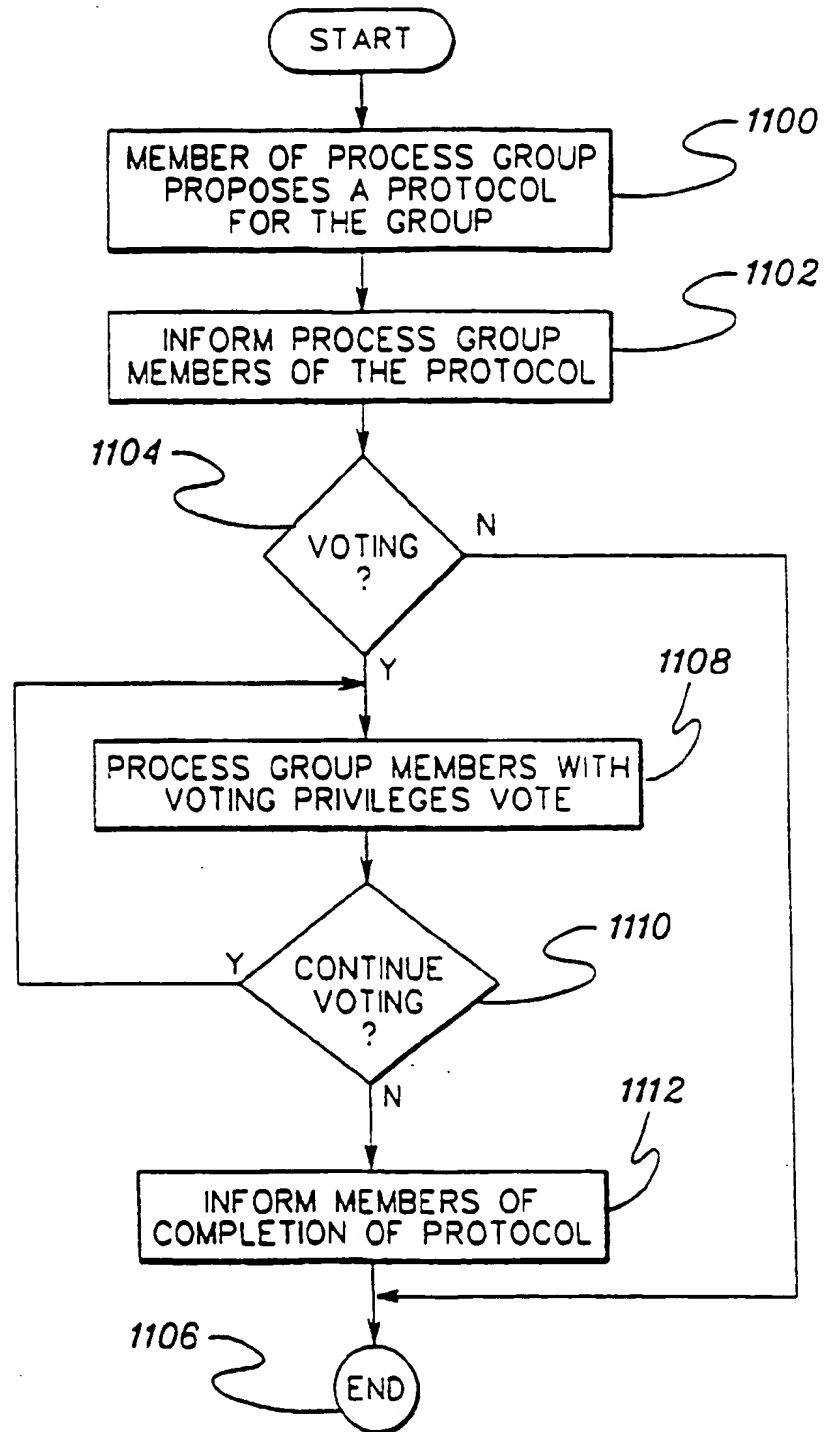 START
MEMBER OF PROCESS GROUP
PROPOSES A PROTOCOL
FOR THE GROUP
1100
INFORM PROCESS GROUP
MEMBERS OF THE PROTOCOL
1102
1104
VOTING
?
N
Y
1108
PROCESS GROUP MEMBERS WITH
VOTING PRIVILEGES VOTE
1110
Y
CONTINUE
VOTING
?
N
1112
INFORM MEMBERS OF
COMPLETION OF PROTOCOL
1106
END